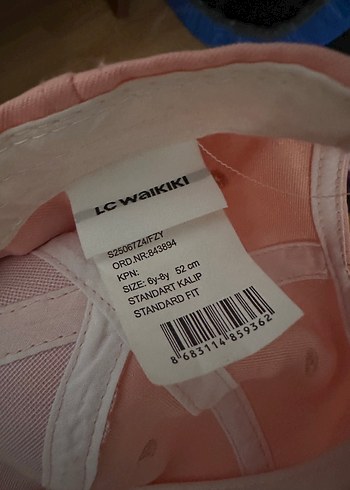 LC WAIKIKI
S25067Z4/FZY
ORD.NR:843894
KPN:
SIZE: 6y-8y 52 cm
STANDART KALIP
STANDARD FIT
8 683114 859362